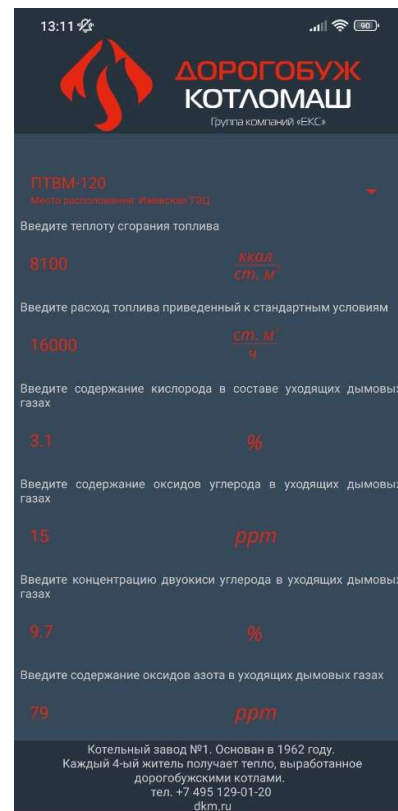 13:11
90
ДОРОГОБУЖ
КОТЛОМАШ
Группа компаний «ЕКС»
ПТВМ-120
Место расположения: Ижевская ТЭЦ
Введите теплоту сгорания топлива
8100 ккал
ст. м³
Введите расход топлива приведенный к стандартным условиям
16000 ст. м³
ч
Введите содержание кислорода в составе уходящих дымовых
газах
3.1 %
Введите содержание оксидов углерода в уходящих дымовых
газах
15 ppm
Введите концентрацию двуокиси углерода в уходящих дымовых
газах
9.7 %
Введите содержание оксидов азота в уходящих дымовых газах
79 ppm
Котельный завод №1. Основан в 1962 году.
Каждый 4-ый житель получает тепло, выработанное
дорогобужскими котлами.
тел. +7 495 129-01-20
dkm.ru